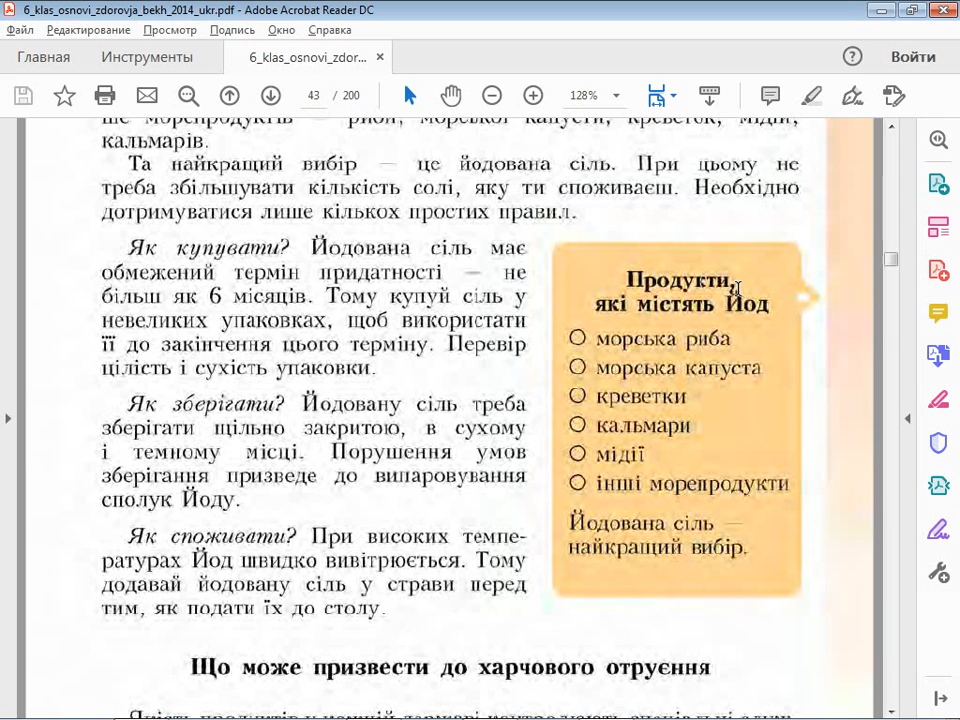 6_klas_osnovi_zdorovja_bekh_2014_ukr.pdf - Adobe Acrobat Reader DC
Файл Редактирование Просмотр Подпись Окно Справка
Главная Инструменты 6_klas_osnovi_zdor... × Войти
43 / 200 128%
ще морепродуктів — риби, морської капусти, креветок, мідій,
кальмарів.
Та найкращий вибір — це йодована сіль. При цьому не
треба збільшувати кількість солі, яку ти споживаєш. Необхідно
дотримуватися лише кількох простих правил.
Як купувати? Йодована сіль має
обмежений термін придатності — не
більш як 6 місяців. Тому купуй сіль у
невеликих упаковках, щоб використати
її до закінчення цього терміну. Перевір
цілість і сухість упаковки.
Як зберігати? Йодовану сіль треба
зберігати щільно закритою, в сухому
і темному місці. Порушення умов
зберігання призведе до випаровування
сполук Йоду.
Як споживати? При високих темпе-
ратурах Йод швидко вивітрюється. Тому
додавай йодовану сіль у страви перед
тим, як подати їх до столу.
Продукти,
які містять Йод
морська риба
морська капуста
креветки
кальмари
мідії
інші морепродукти
Йодована сіль —
найкращий вибір.
Що може призвести до харчового отруєння